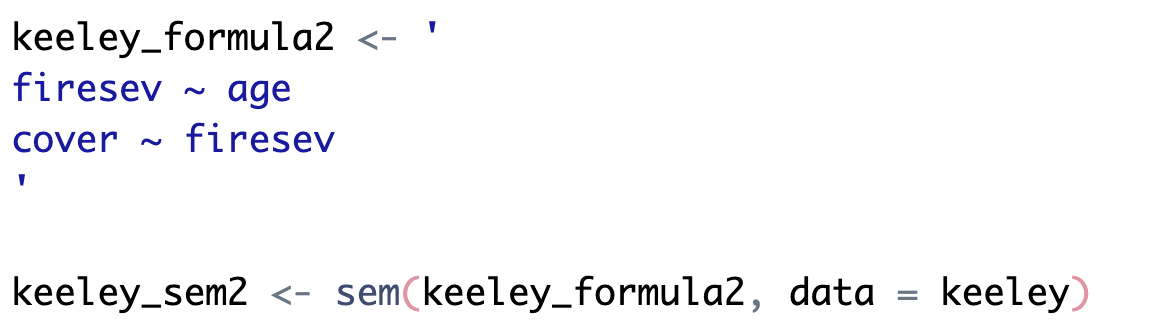 keeley_formula2 <- '
firesev ~ age
cover ~ firesev
'
keeley_sem2 <- sem(keeley_formula2, data = keeley)